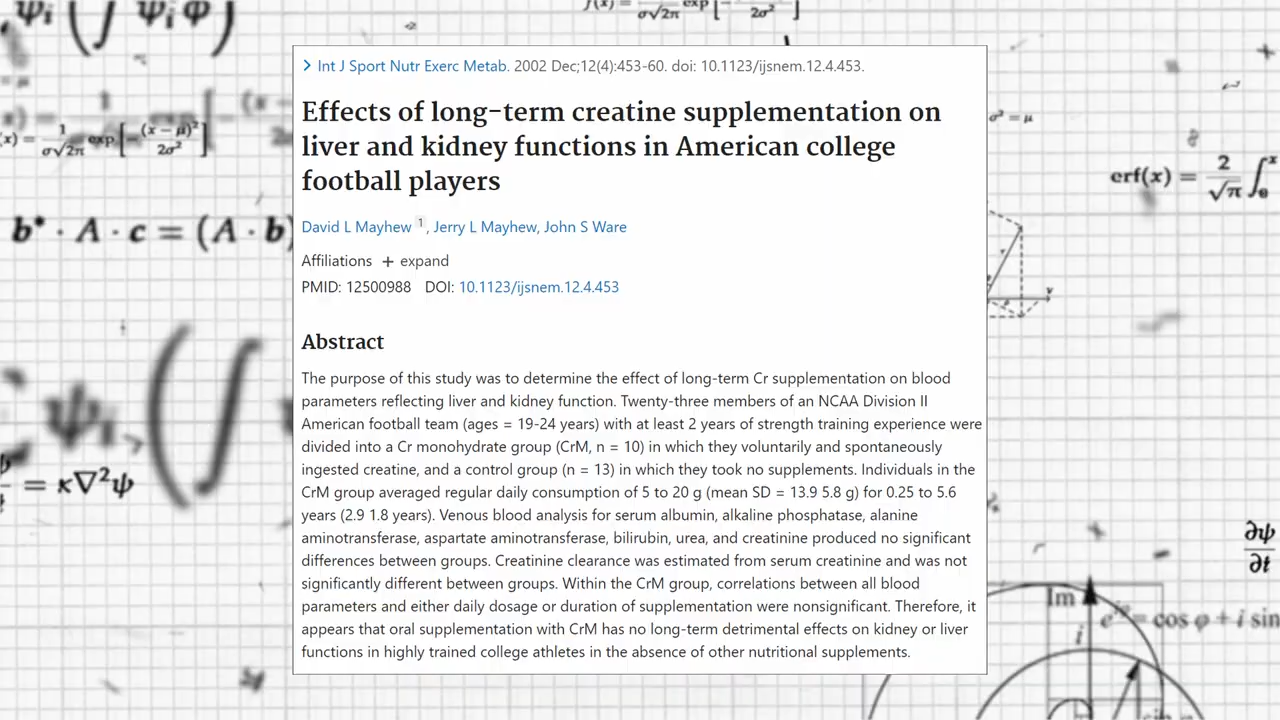 Int J Sport Nutr Exerc Metab. 2002 Dec;12(4):453-60. doi: 10.1123/ijsnem.12.4.453.
Effects of long-term creatine supplementation on
liver and kidney functions in American college
football players
David L Mayhew 1, Jerry L Mayhew, John S Ware
Affiliations + expand
PMID: 12500988 DOI: 10.1123/ijsnem.12.4.453
Abstract
The purpose of this study was to determine the effect of long-term Cr supplementation on blood
parameters reflecting liver and kidney function. Twenty-three members of an NCAA Division II
American football team (ages = 19-24 years) with at least 2 years of strength training experience were
divided into a Cr monohydrate group (CrM, n = 10) in which they voluntarily and spontaneously
ingested creatine, and a control group (n = 13) in which they took no supplements. Individuals in the
CrM group averaged regular daily consumption of 5 to 20 g (mean SD = 13.9 5.8 g) for 0.25 to 5.6
years (2.9 1.8 years). Venous blood analysis for serum albumin, alkaline phosphatase, alanine
aminotransferase, aspartate aminotransferase, bilirubin, urea, and creatinine produced no significant
differences between groups. Creatinine clearance was estimated from serum creatinine and was not
significantly different between groups. Within the CrM group, correlations between all blood
parameters and either daily dosage or duration of supplementation were nonsignificant. Therefore, it
appears that oral supplementation with CrM has no long-term detrimental effects on kidney or liver
functions in highly trained college athletes in the absence of other nutritional supplements.
b* · A · c = (A · b)
= κ∇²ψ
erf(x) = 2/√π ∫
∂ψ/∂t
Im
i
= cos φ + i sin